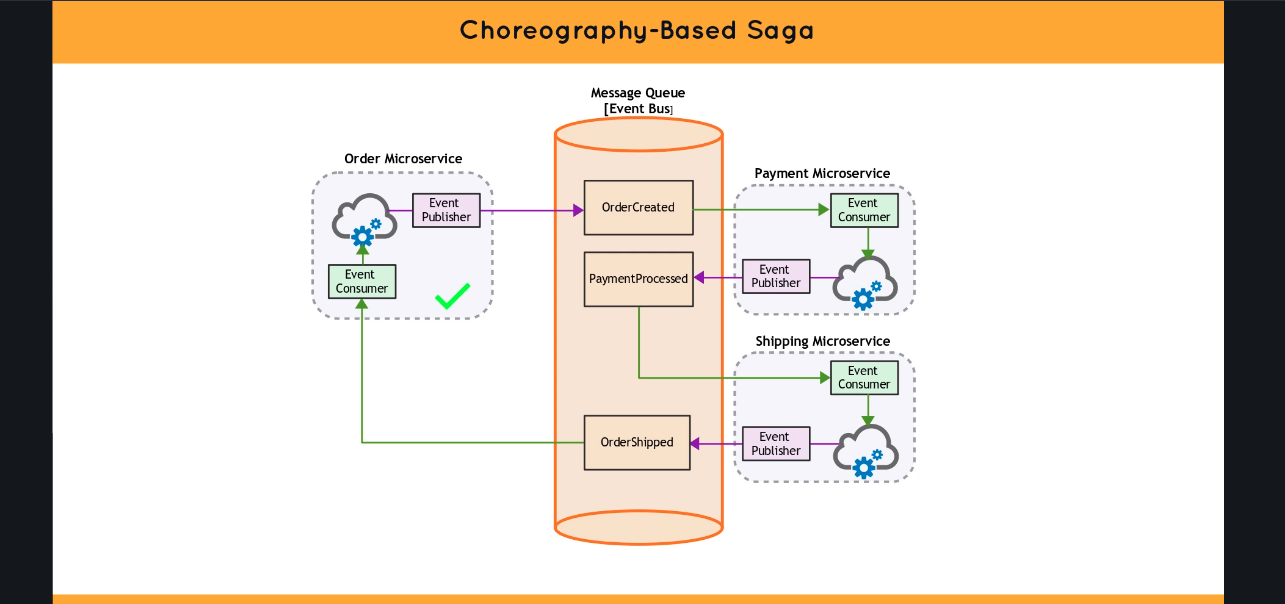 Choreography-Based Saga
Message Queue
[Event Bus]
Order Microservice
Event
Publisher
Event
Consumer
OrderCreated
PaymentProcessed
OrderShipped
Payment Microservice
Event
Consumer
Event
Publisher
Shipping Microservice
Event
Consumer
Event
Publisher